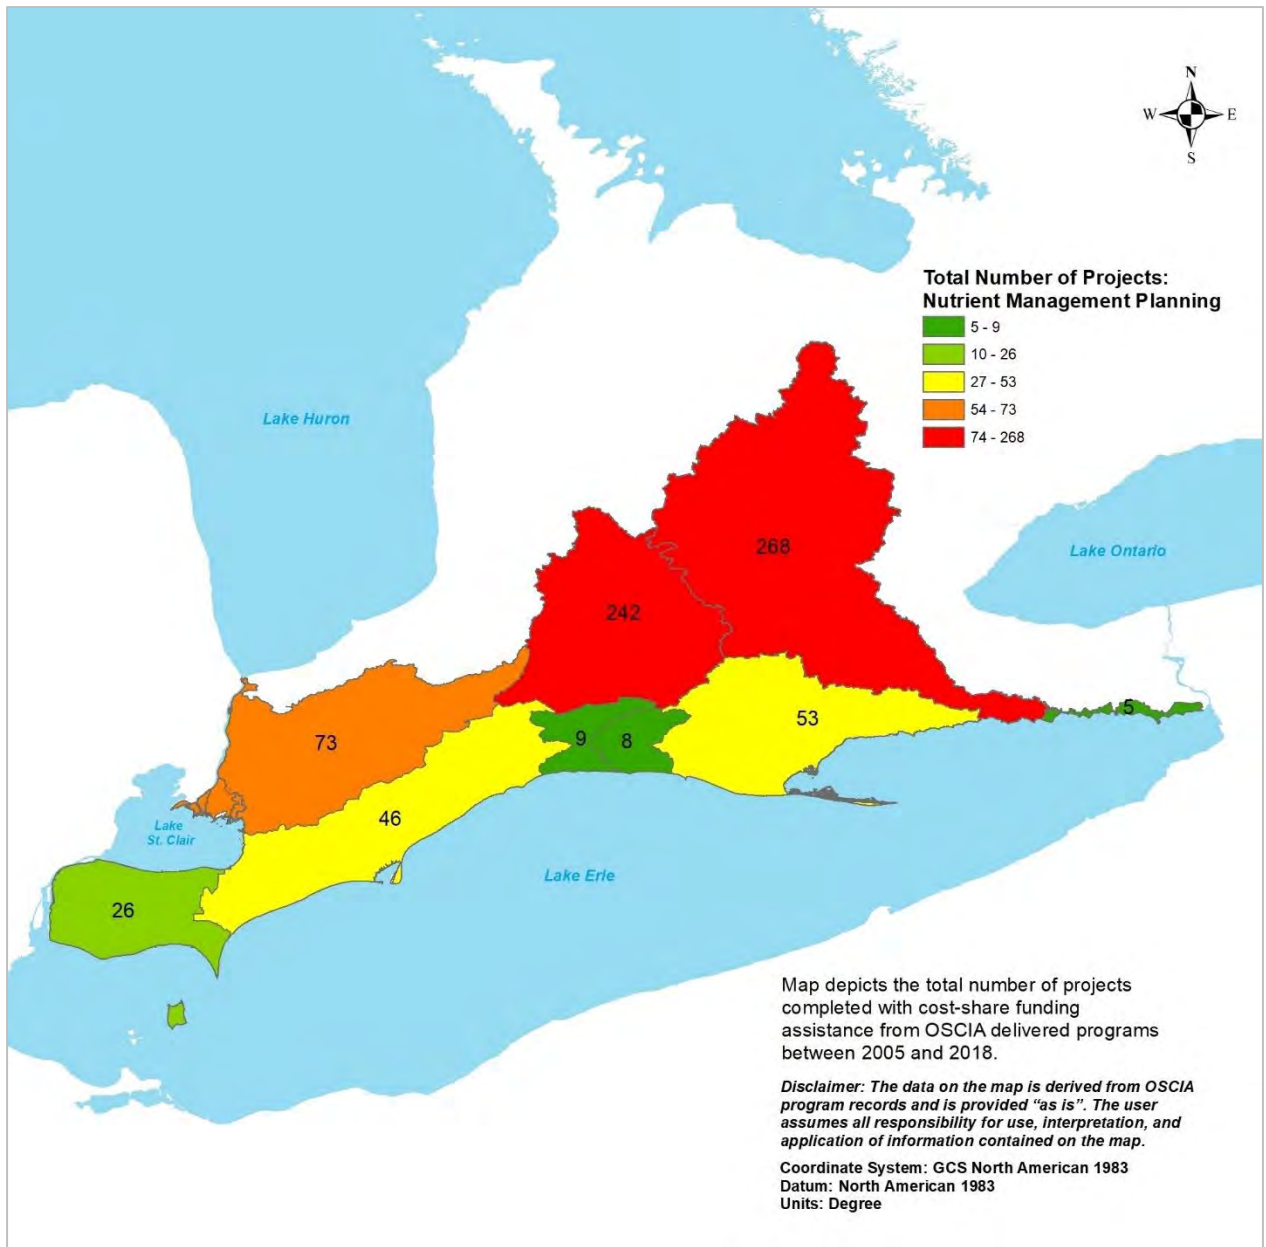 N
W E
S
Total Number of Projects:
Nutrient Management Planning
5 - 9
10 - 26
27 - 53
54 - 73
74 - 268
Lake Huron
Lake Ontario
268
242
5
53
9
8
73
46
Lake
St. Clair
Lake Erie
26
Map depicts the total number of projects
completed with cost-share funding
assistance from OSCIA delivered programs
between 2005 and 2018.
Disclaimer: The data on the map is derived from OSCIA
program records and is provided “as is”. The user
assumes all responsibility for use, interpretation, and
application of information contained on the map.
Coordinate System: GCS North American 1983
Datum: North American 1983
Units: Degree